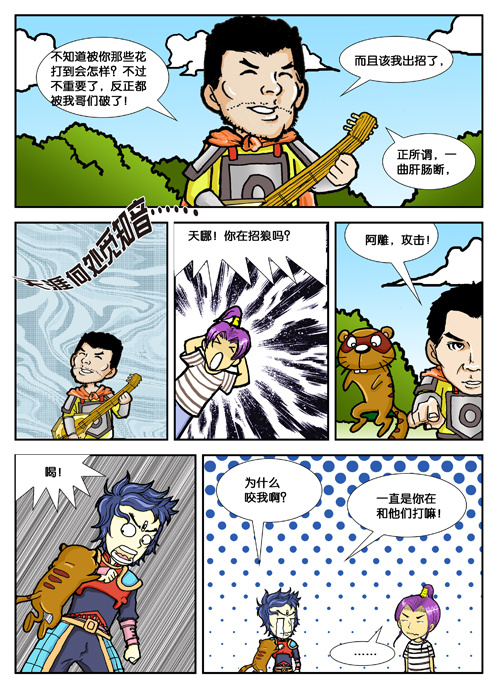 不知道被你那些花
打到会怎样？不过
不重要了，反正都
被我哥们破了！
而且该我出招了，
正所谓，一
曲肝肠断，
天涯何处觅知音……
天哪！你在招狼吗？
阿雕，攻击！
喝！
为什么
咬我啊？
一直是你在
和他们打嘛！
……